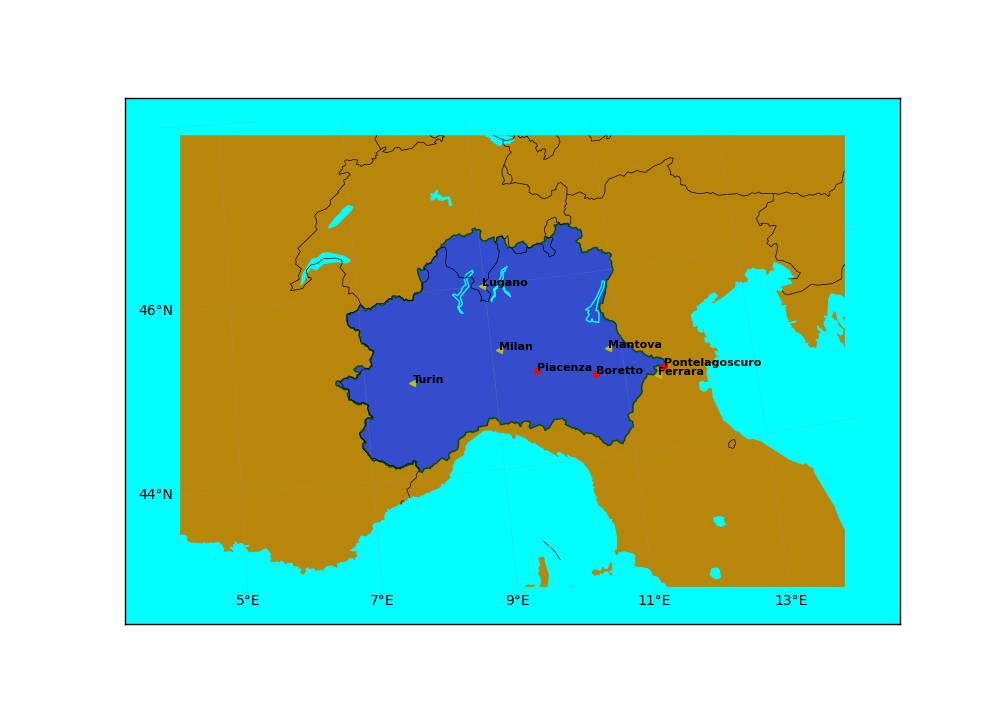 Lugano
46°N
Mantova
Milan
Pontelagoscuro
Piacenza
Boretto
Ferrara
Turin
44°N
5°E 7°E 9°E 11°E 13°E